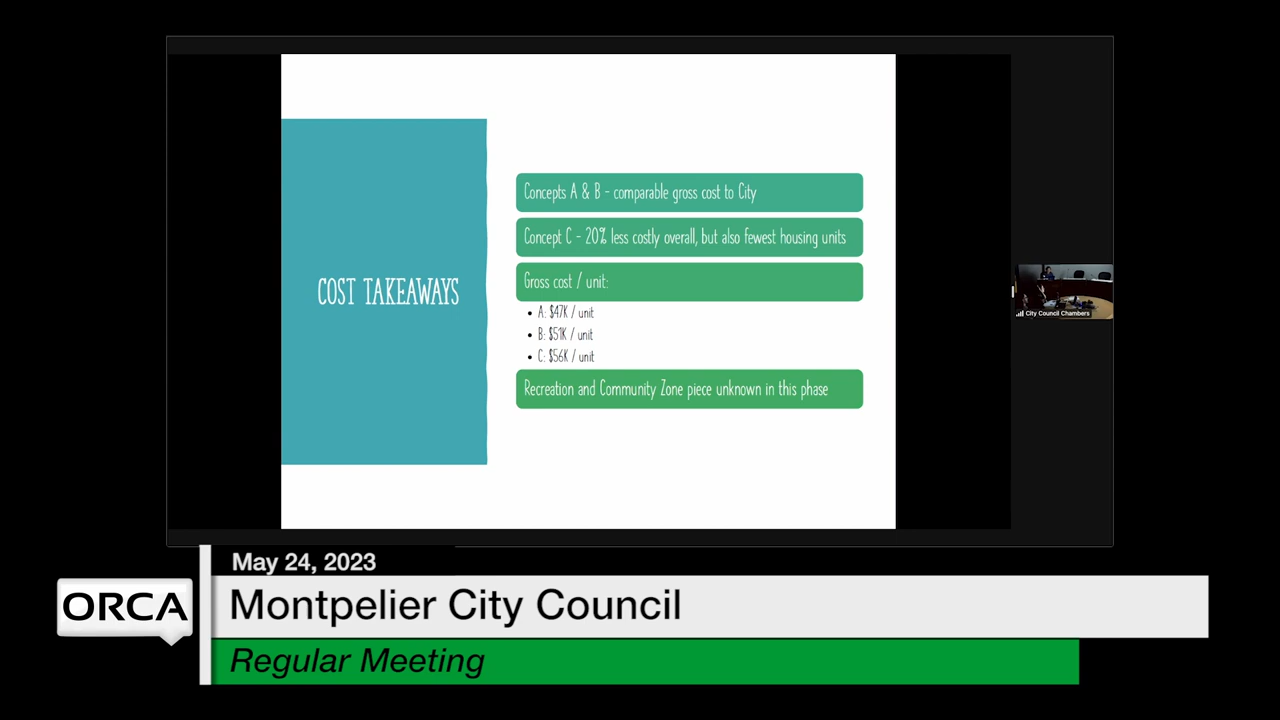 COST TAKEAWAYS
Concepts A & B - comparable gross cost to City
Concept C - 20% less costly overall, but also fewest housing units
Gross cost / unit:
• A: $47K / unit
• B: $51K / unit
• C: $56K / unit
Recreation and Community Zone piece unknown in this phase
City Council Chambers
May 24, 2023
ORCA
Montpelier City Council
Regular Meeting